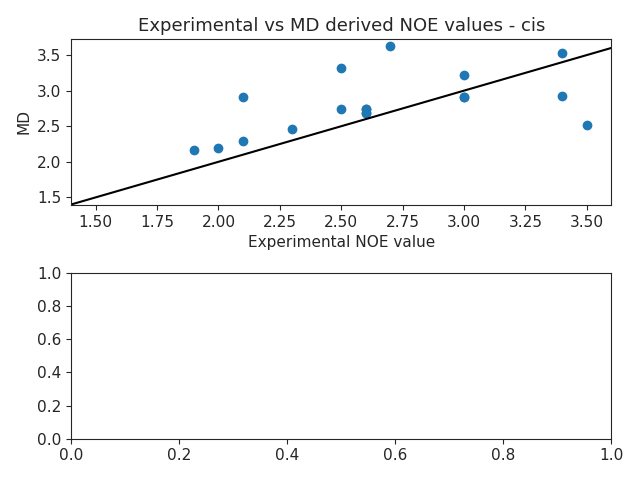 Experimental vs MD derived NOE values - cis
3.5
3.0
2.5
2.0
1.5
MD
1.50 1.75 2.00 2.25 2.50 2.75 3.00 3.25 3.50
Experimental NOE value
1.0
0.8
0.6
0.4
0.2
0.0
0.0 0.2 0.4 0.6 0.8 1.0